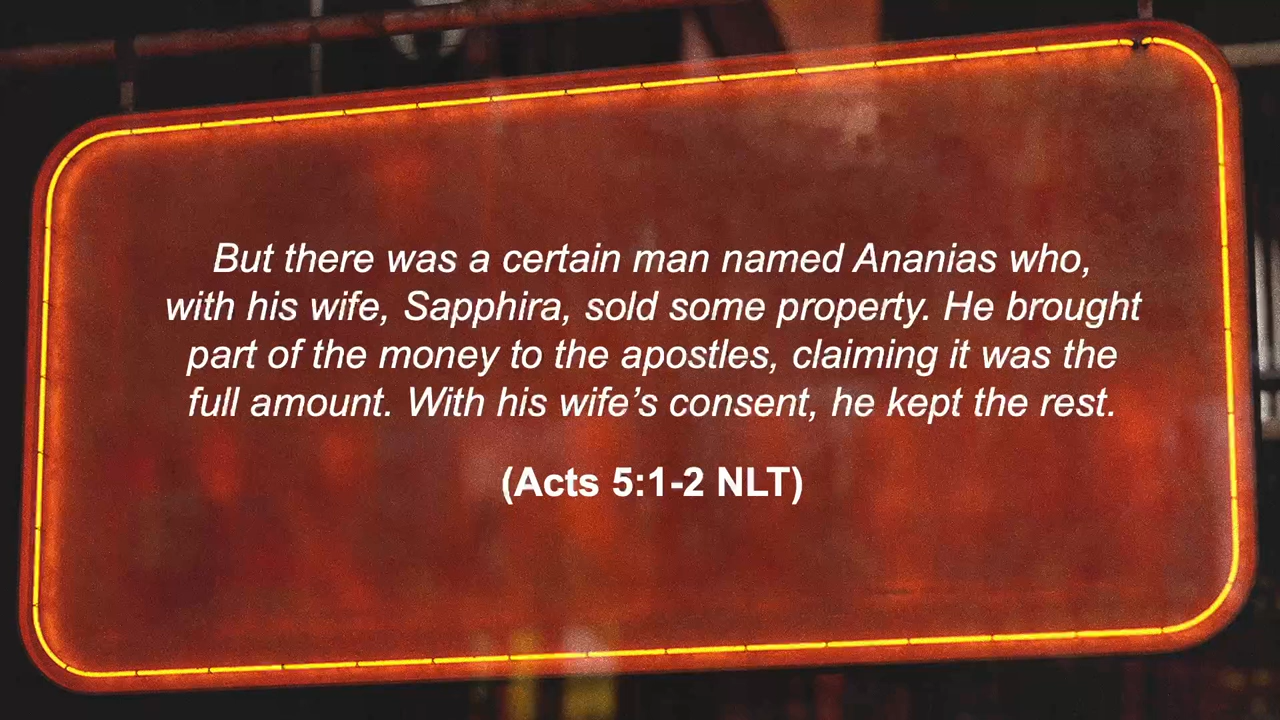 But there was a certain man named Ananias who,
with his wife, Sapphira, sold some property. He brought
part of the money to the apostles, claiming it was the
full amount. With his wife’s consent, he kept the rest.
(Acts 5:1-2 NLT)